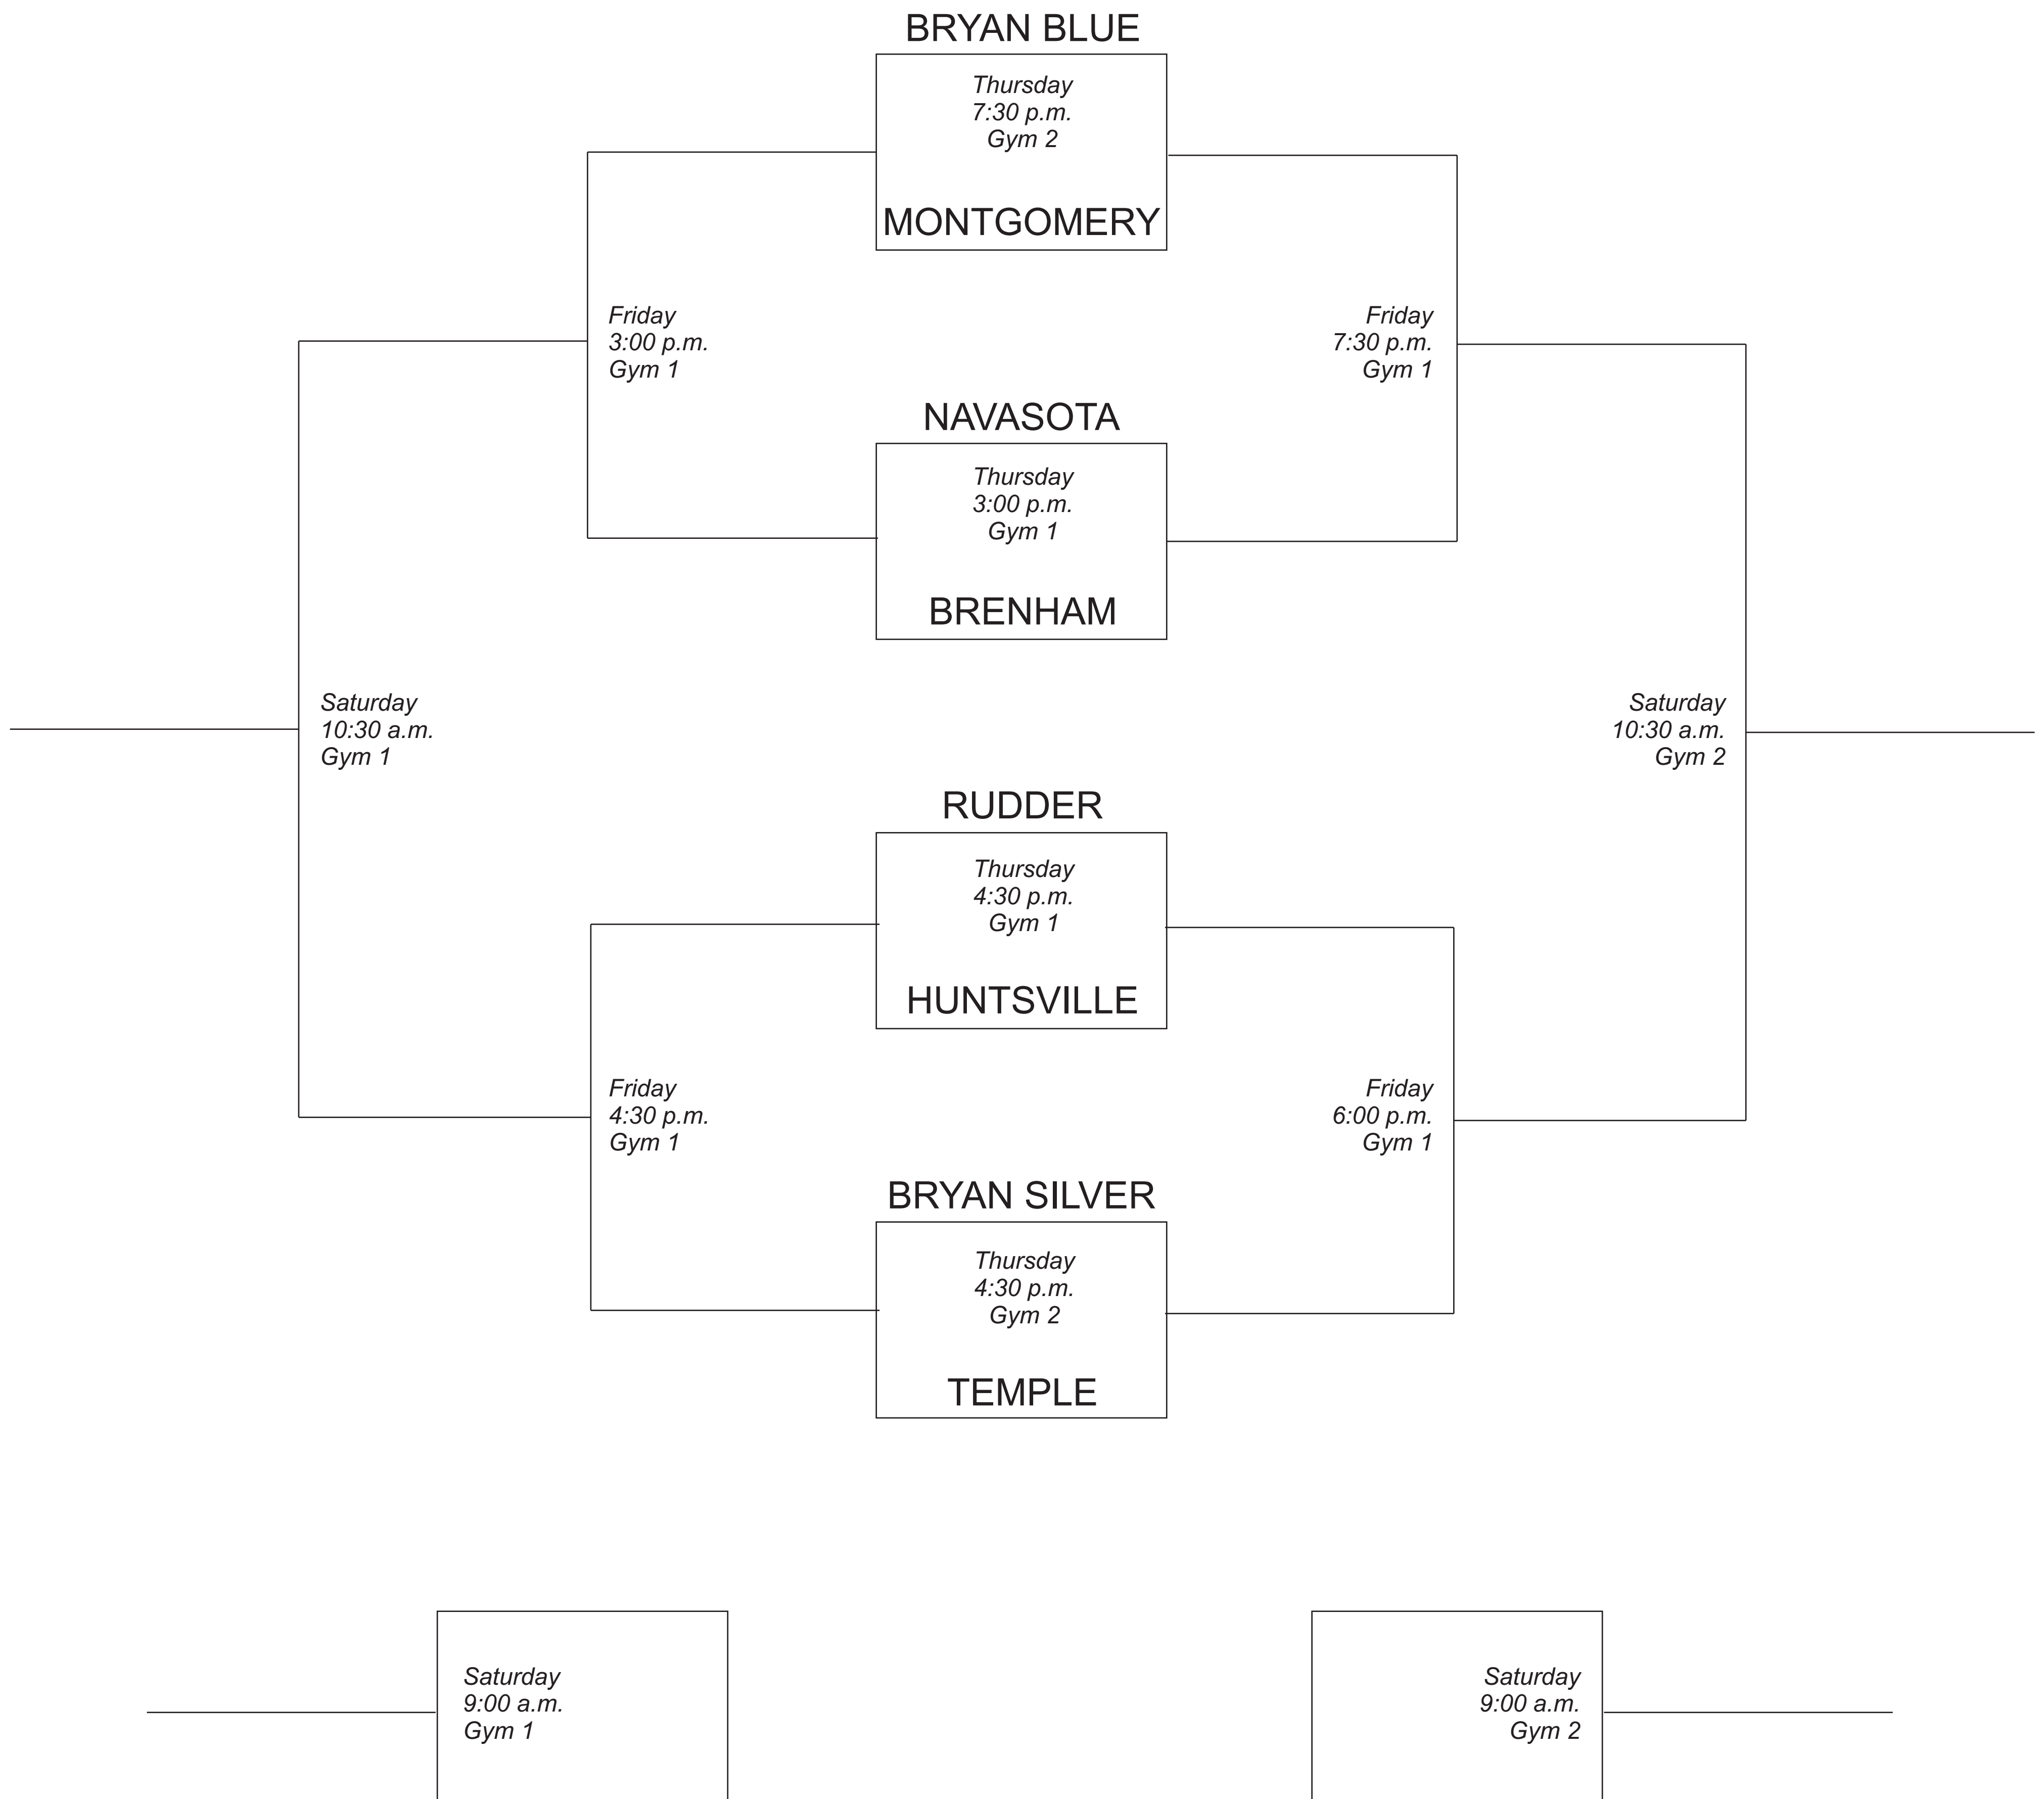 BRYAN BLUE
Thursday
7:30 p.m.
Gym 2
MONTGOMERY
Friday
3:00 p.m.
Gym 1
Friday
7:30 p.m.
Gym 1
NAVASOTA
Thursday
3:00 p.m.
Gym 1
BRENHAM
Saturday
10:30 a.m.
Gym 1
Saturday
10:30 a.m.
Gym 2
RUDDER
Thursday
4:30 p.m.
Gym 1
HUNTSVILLE
Friday
4:30 p.m.
Gym 1
Friday
6:00 p.m.
Gym 1
BRYAN SILVER
Thursday
4:30 p.m.
Gym 2
TEMPLE
Saturday
9:00 a.m.
Gym 1
Saturday
9:00 a.m.
Gym 2